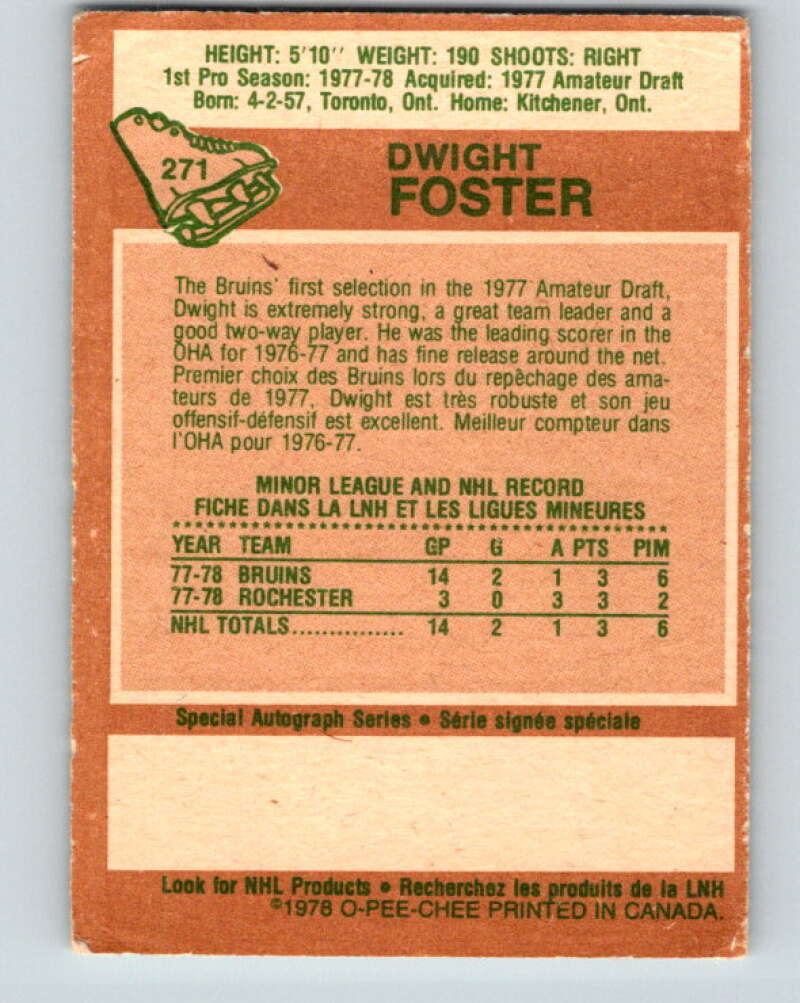 HEIGHT: 5'10'' WEIGHT: 190 SHOOTS: RIGHT
1st Pro Season: 1977-78 Acquired: 1977 Amateur Draft
Born: 4-2-57, Toronto, Ont. Home: Kitchener, Ont.
271
DWIGHT
FOSTER
The Bruins' first selection in the 1977 Amateur Draft,
Dwight is extremely strong, a great team leader and a
good two-way player. He was the leading scorer in the
OHA for 1976-77 and has fine release around the net.
Premier choix des Bruins lors du repêchage des ama-
teurs de 1977, Dwight est très robuste et son jeu
offensif-défensif est excellent. Meilleur compteur dans
l'OHA pour 1976-77.
MINOR LEAGUE AND NHL RECORD
FICHE DANS LA LNH ET LES LIGUES MINEURES
YEAR TEAM GP G A PTS PIM
77-78 BRUINS 14 2 1 3 6
77-78 ROCHESTER 3 0 3 3 2
NHL TOTALS............... 14 2 1 3 6
Special Autograph Series • Série signée spéciale
Look for NHL Products • Recherchez les produits de la LNH
©1978 O-PEE-CHEE PRINTED IN CANADA.